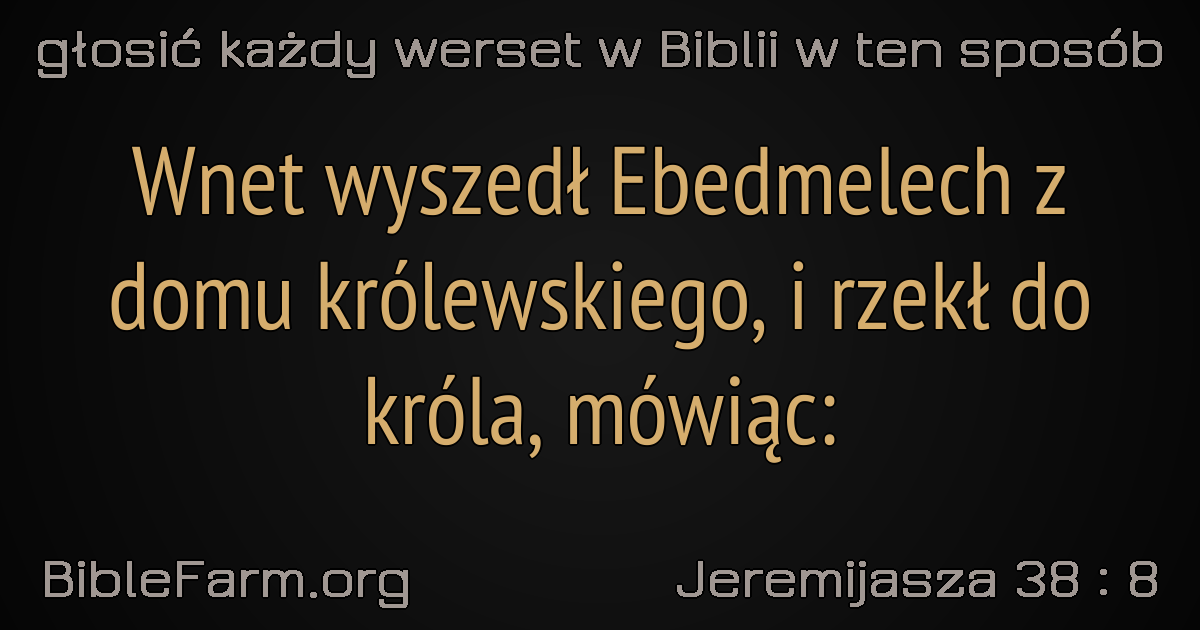 głosić każdy werset w Biblii w ten sposób
Wnet wyszedł Ebedmelech z
domu królewskiego, i rzekł do
króla, mówiąc:
BibleFarm.org
Jeremijasza 38 : 8